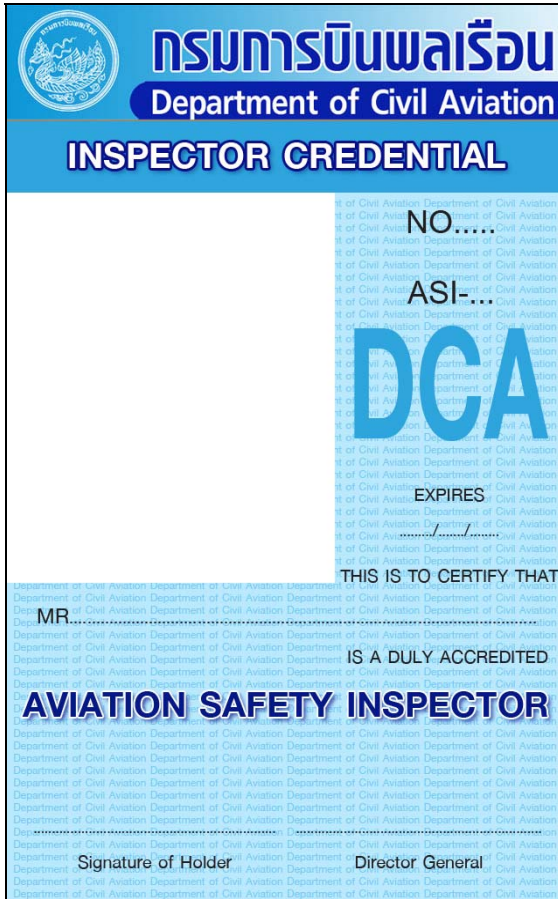 กรมการบินพลเรือน
Department of Civil Aviation
INSPECTOR CREDENTIAL
NO.....
ASI-...
DCA
EXPIRES
........./......./........
THIS IS TO CERTIFY THAT
MR..........................................................................................
IS A DULY ACCREDITED
AVIATION SAFETY INSPECTOR
Signature of Holder Director General